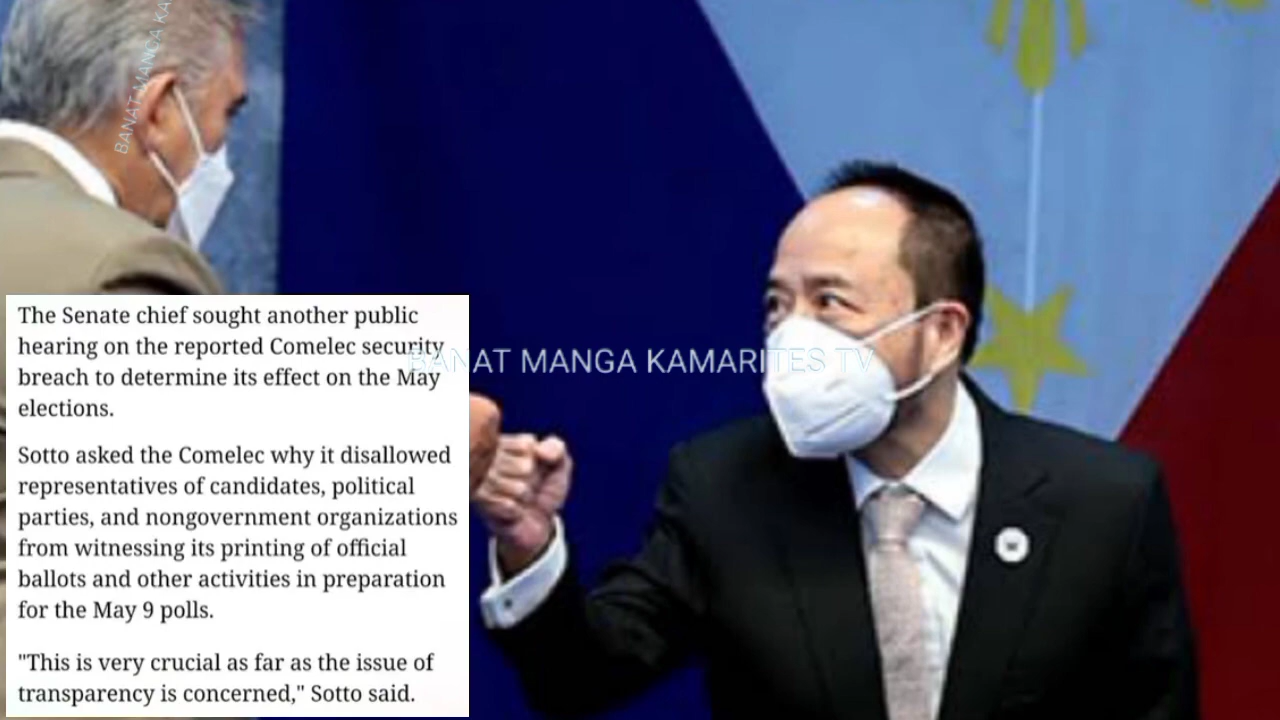 BANAT MANGA KA
The Senate chief sought another public
hearing on the reported Comelec security
breach to determine its effect on the May
elections.
BANAT MANGA KAMARITES TV
Sotto asked the Comelec why it disallowed
representatives of candidates, political
parties, and nongovernment organizations
from witnessing its printing of official
ballots and other activities in preparation
for the May 9 polls.
"This is very crucial as far as the issue of
transparency is concerned," Sotto said.